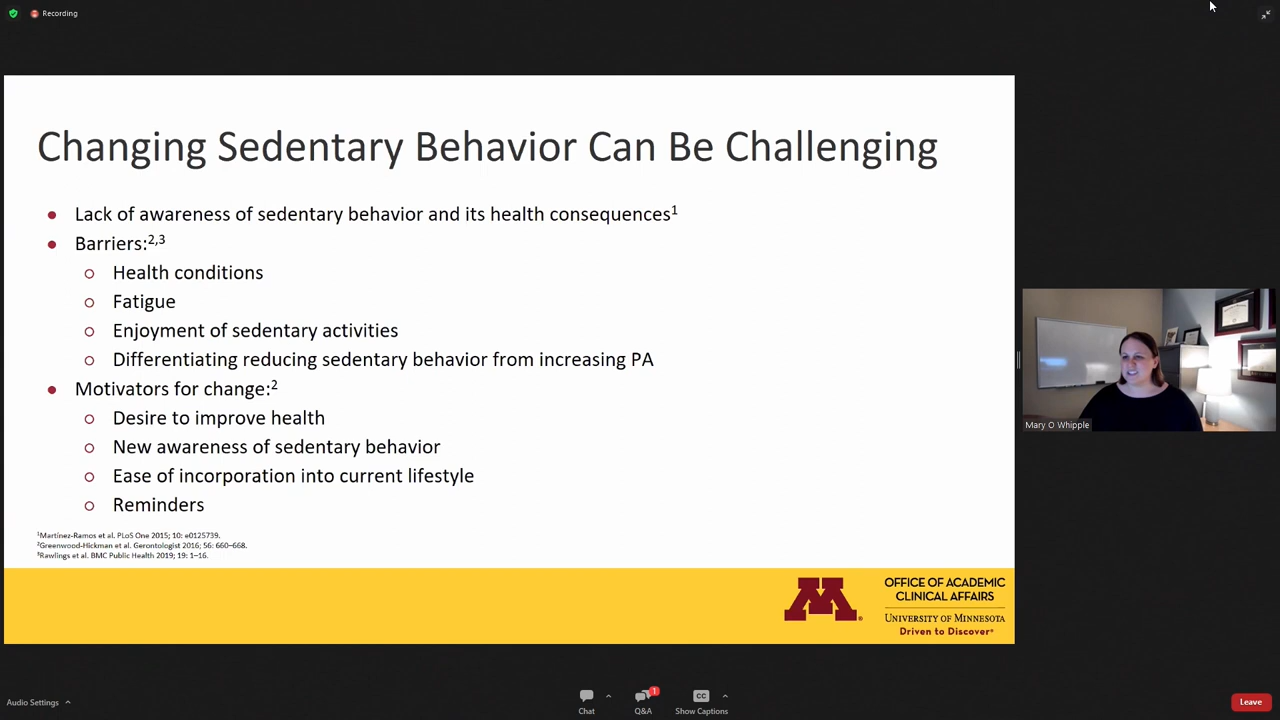 Recording
Changing Sedentary Behavior Can Be Challenging
● Lack of awareness of sedentary behavior and its health consequences¹
● Barriers:²,³
○ Health conditions
○ Fatigue
○ Enjoyment of sedentary activities
○ Differentiating reducing sedentary behavior from increasing PA
● Motivators for change:²
○ Desire to improve health
○ New awareness of sedentary behavior
○ Ease of incorporation into current lifestyle
○ Reminders
¹Martínez-Ramos et al. PLoS One 2015; 10: e0125739.
²Greenwood-Hickman et al. Gerontologist 2016; 56: 660–668.
³Rawlings et al. BMC Public Health 2019; 19: 1–16.
M
OFFICE OF ACADEMIC
CLINICAL AFFAIRS
UNIVERSITY OF MINNESOTA
Driven to Discover®
Mary O Whipple
Audio Settings
Chat
1
Q&A
CC
Show Captions
Leave